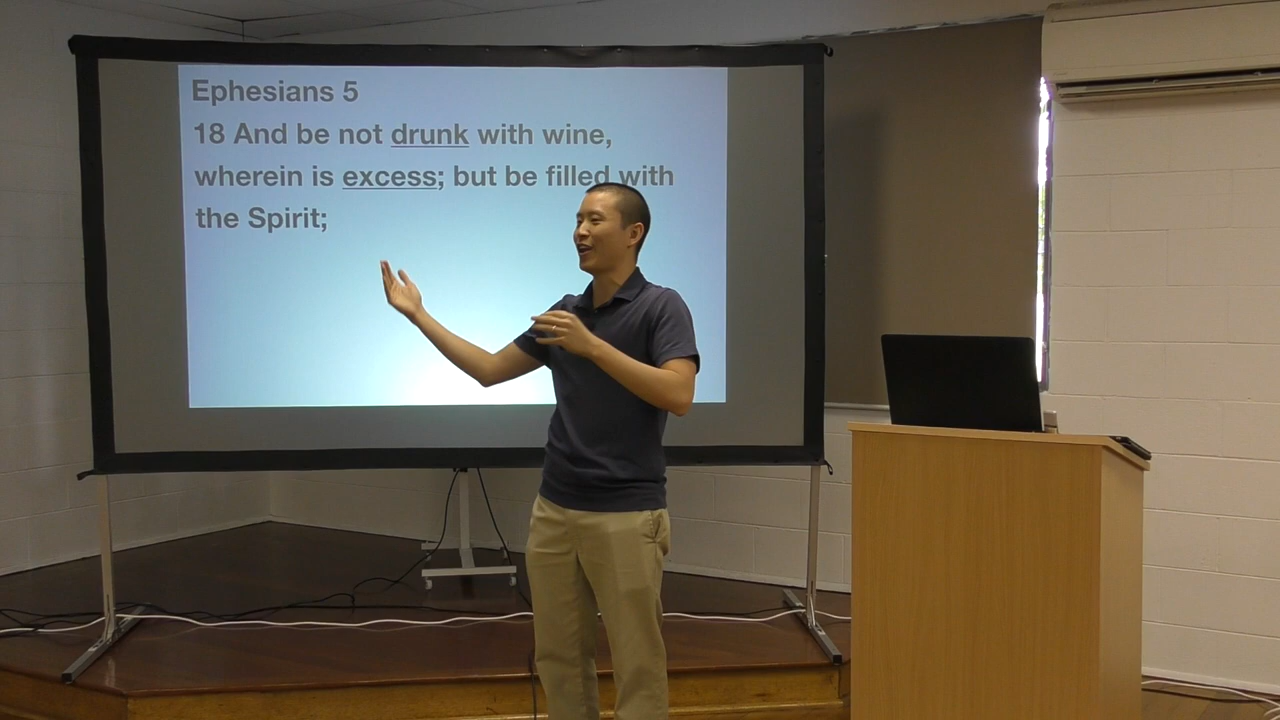 Ephesians 5
18 And be not drunk with wine,
wherein is excess; but be filled with
the Spirit;